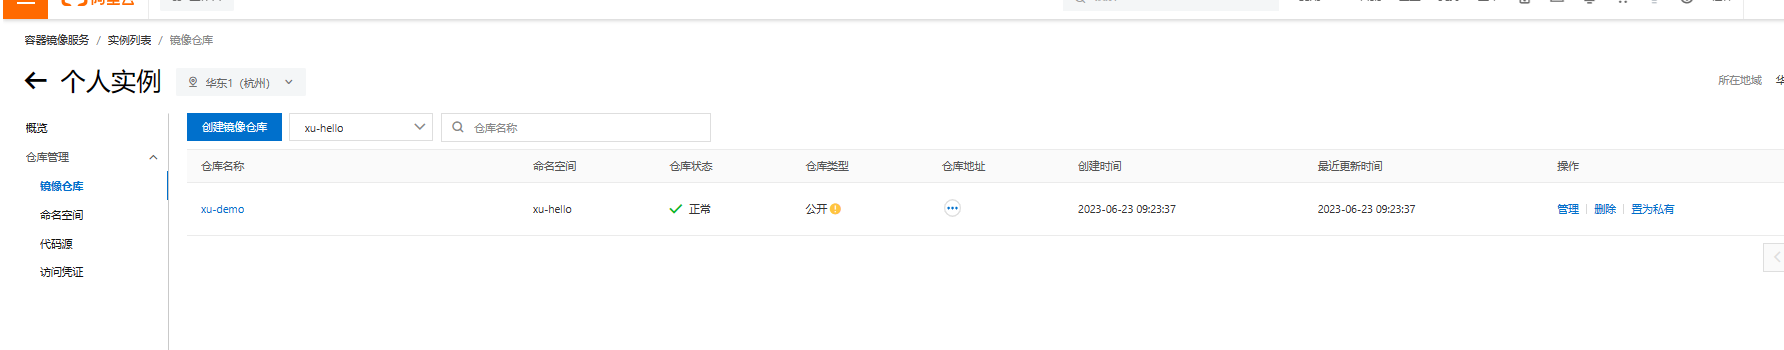 容器镜像服务 / 实例列表 / 镜像仓库
个人实例 华东1（杭州）
所在地域
概览
仓库管理
镜像仓库
命名空间
代码源
访问凭证
创建镜像仓库 xu-hello 仓库名称
仓库名称 命名空间 仓库状态 仓库类型 仓库地址 创建时间 最近更新时间 操作
xu-demo xu-hello 正常 公开 2023-06-23 09:23:37 2023-06-23 09:23:37 管理 删除 置为私有